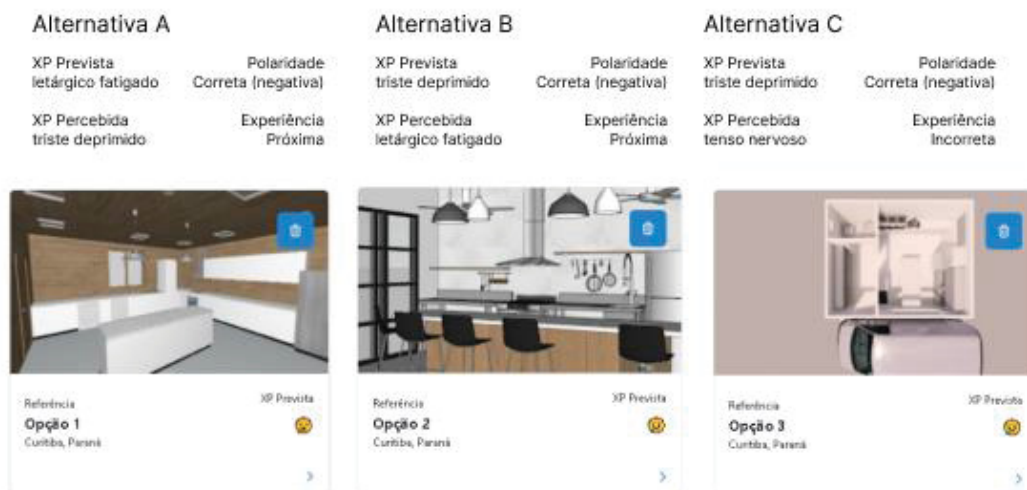 Alternativa A
XP Prevista
letárgico fatigado
Polaridade
Correta (negativa)
XP Percebida
triste deprimido
Experiência
Próxima
Alternativa B
XP Prevista
triste deprimido
Polaridade
Correta (negativa)
XP Percebida
letárgico fatigado
Experiência
Próxima
Alternativa C
XP Prevista
triste deprimido
Polaridade
Correta (negativa)
XP Percebida
tenso nervoso
Experiência
Incorreta
Referência
XP Prevista
Opção 1
Curitiba, Paraná
Referência
XP Prevista
Opção 2
Curitiba, Paraná
Referência
XP Prevista
Opção 3
Curitiba, Paraná